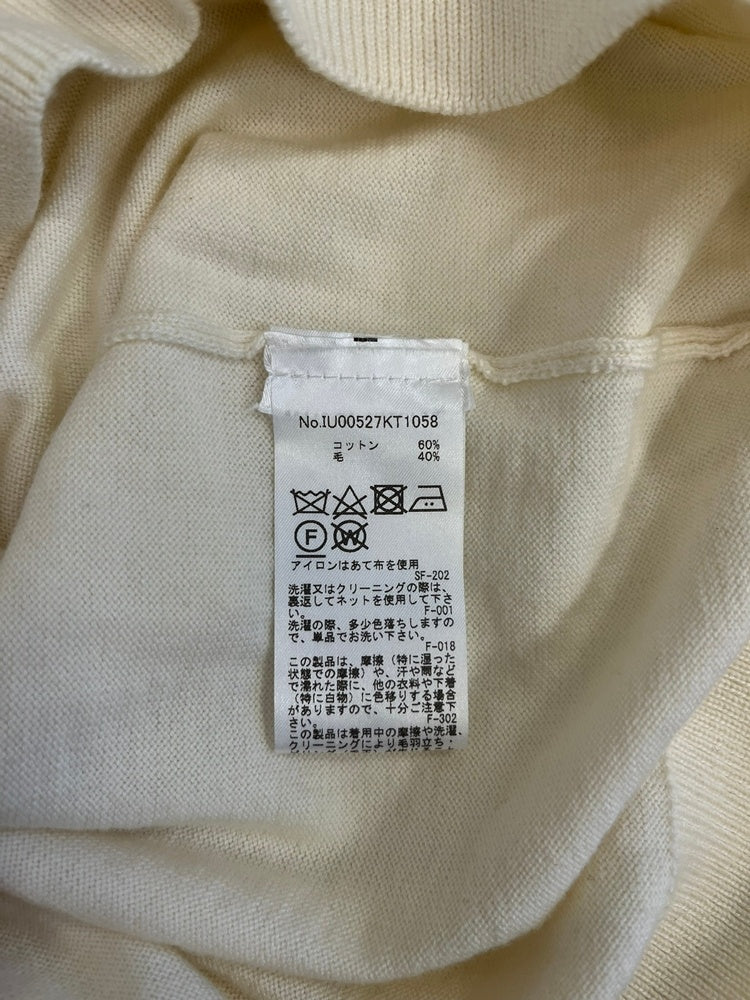 No.IU00527KT1058
コットン 60%
毛 40%
F W
アイロンはあて布を使用
SF-202
洗濯又はクリーニングの際は、
裏返してネットを使用して下さ
い。 F-001
洗濯の際、多少色落ちしますの
で、単品でお洗い下さい。
F-018
この製品は、摩擦（特に湿った
状態での摩擦）や、汗や雨など
で濡れた際に、他の衣料や下着
（特に白物）に色移りする場合
がありますので、十分ご注意下
さい。 F-302
この製品は着用中の摩擦や洗濯、
クリーニングにより毛羽立ち・